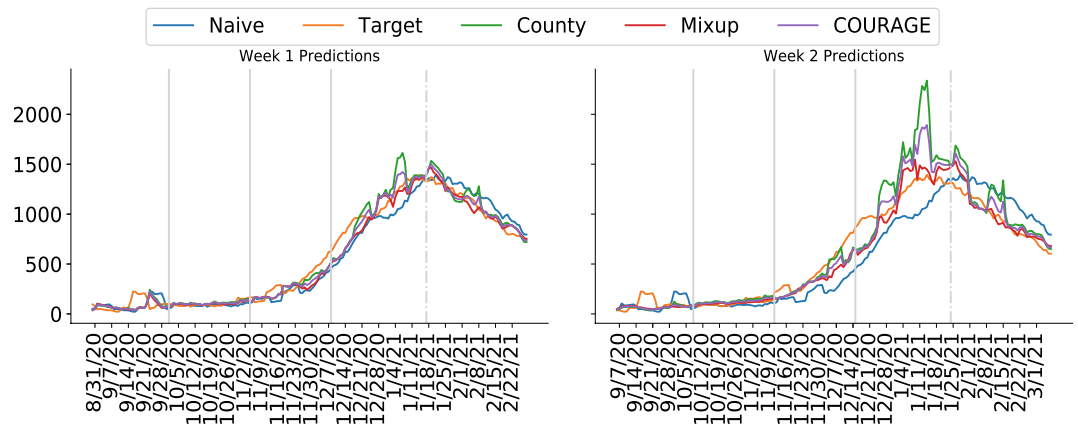 Naive Target County Mixup COURAGE
Week 1 Predictions Week 2 Predictions
2000
1500
1000
500
0
8/31/20 9/7/20 9/14/20 9/21/20 9/28/20 10/5/20 10/12/20 10/19/20 10/26/20 11/2/20 11/9/20 11/16/20 11/23/20 11/30/20 12/7/20 12/14/20 12/21/20 12/28/20 1/4/21 1/11/21 1/18/21 1/25/21 2/1/21 2/8/21 2/15/21 2/22/21
9/7/20 9/14/20 9/21/20 9/28/20 10/5/20 10/12/20 10/19/20 10/26/20 11/2/20 11/9/20 11/16/20 11/23/20 11/30/20 12/7/20 12/14/20 12/21/20 12/28/20 1/4/21 1/11/21 1/18/21 1/25/21 2/1/21 2/8/21 2/15/21 2/22/21 3/1/21